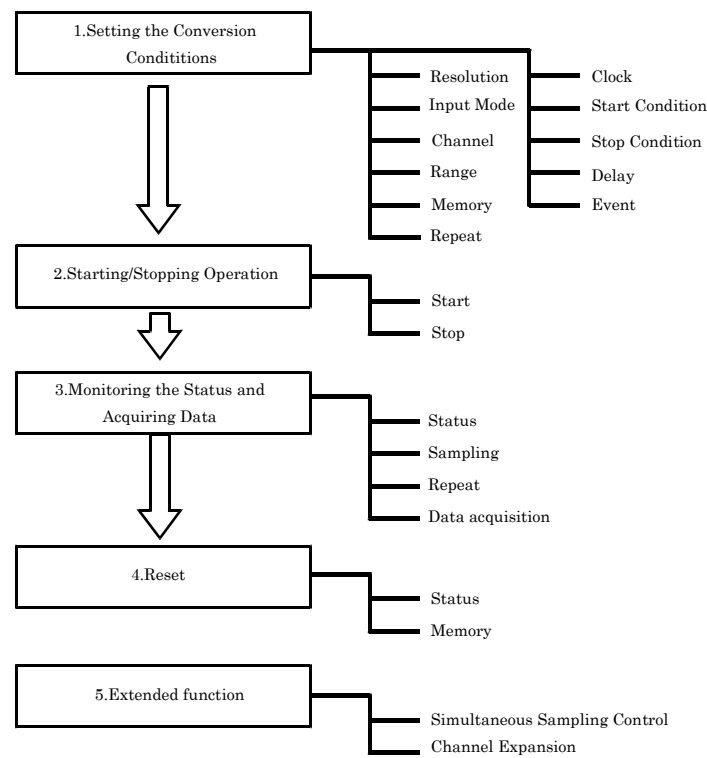 1.Setting the Conversion
Condititions
Resolution
Input Mode
Channel
Range
Memory
Repeat
Clock
Start Condition
Stop Condition
Delay
Event
2.Starting/Stopping Operation
Start
Stop
3.Monitoring the Status and
Acquiring Data
Status
Sampling
Repeat
Data acquisition
4.Reset
Status
Memory
5.Extended function
Simultaneous Sampling Control
Channel Expansion